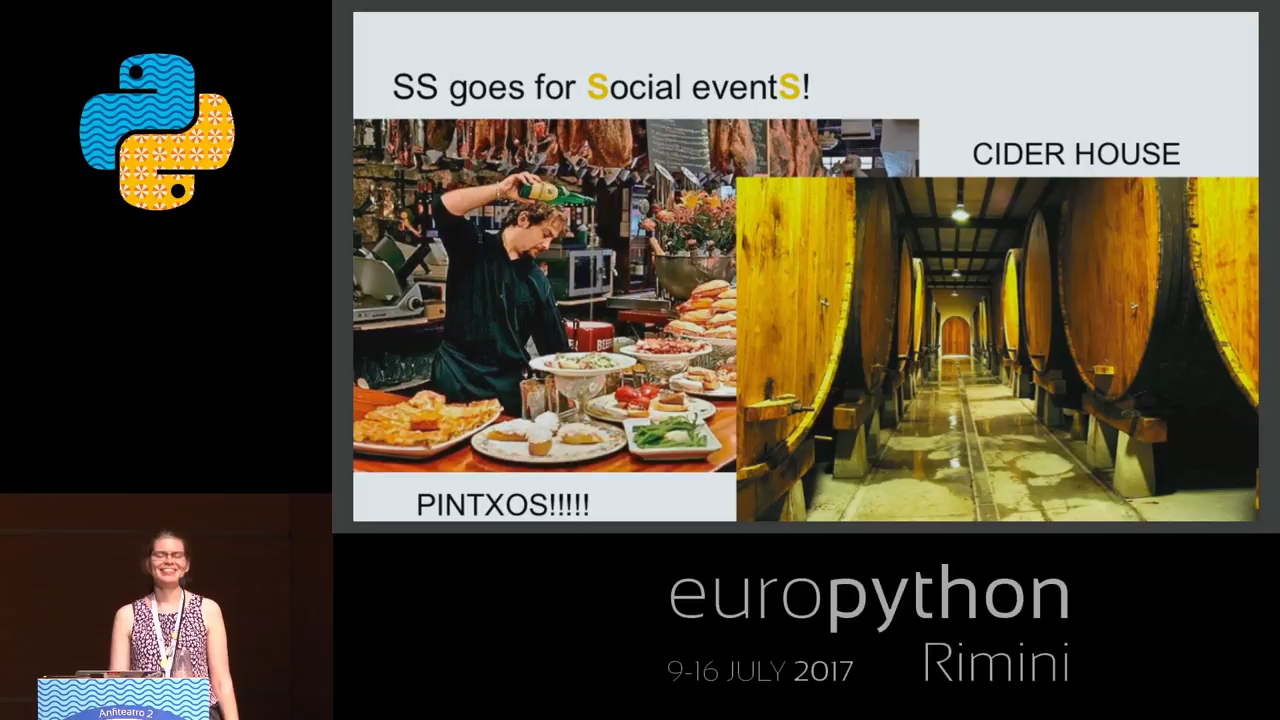 SS goes for Social eventS!
CIDER HOUSE
PINTXOS!!!!!
europython
Rimini
9-16 JULY 2017
Anfiteatro 2